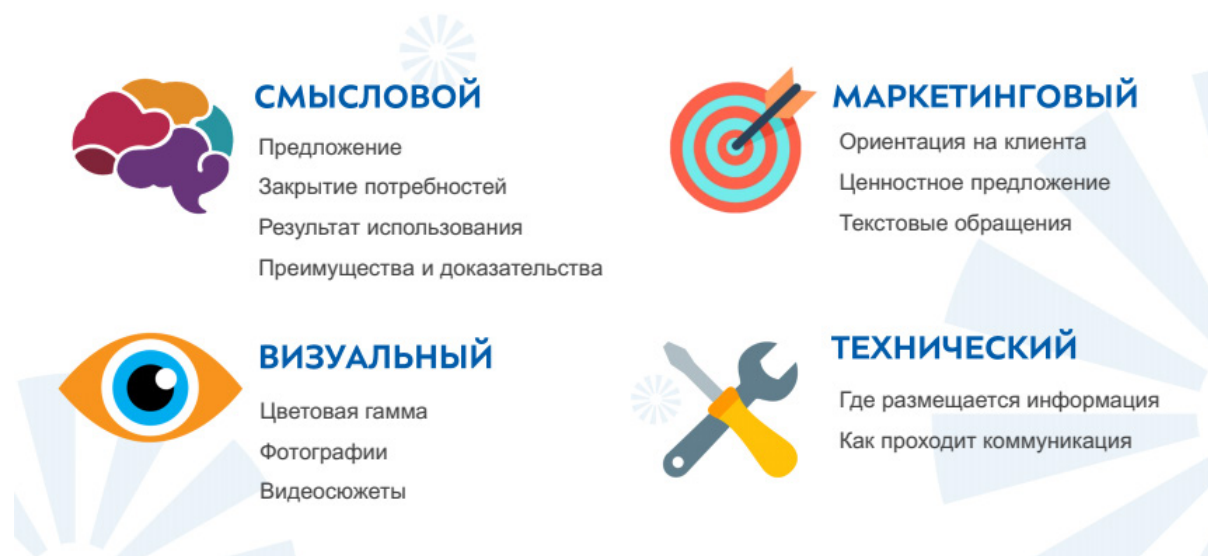 СМЫСЛОВОЙ
Предложение
Закрытие потребностей
Результат использования
Преимущества и доказательства
МАРКЕТИНГОВЫЙ
Ориентация на клиента
Ценностное предложение
Текстовые обращения
ВИЗУАЛЬНЫЙ
Цветовая гамма
Фотографии
Видеосюжеты
ТЕХНИЧЕСКИЙ
Где размещается информация
Как проходит коммуникация